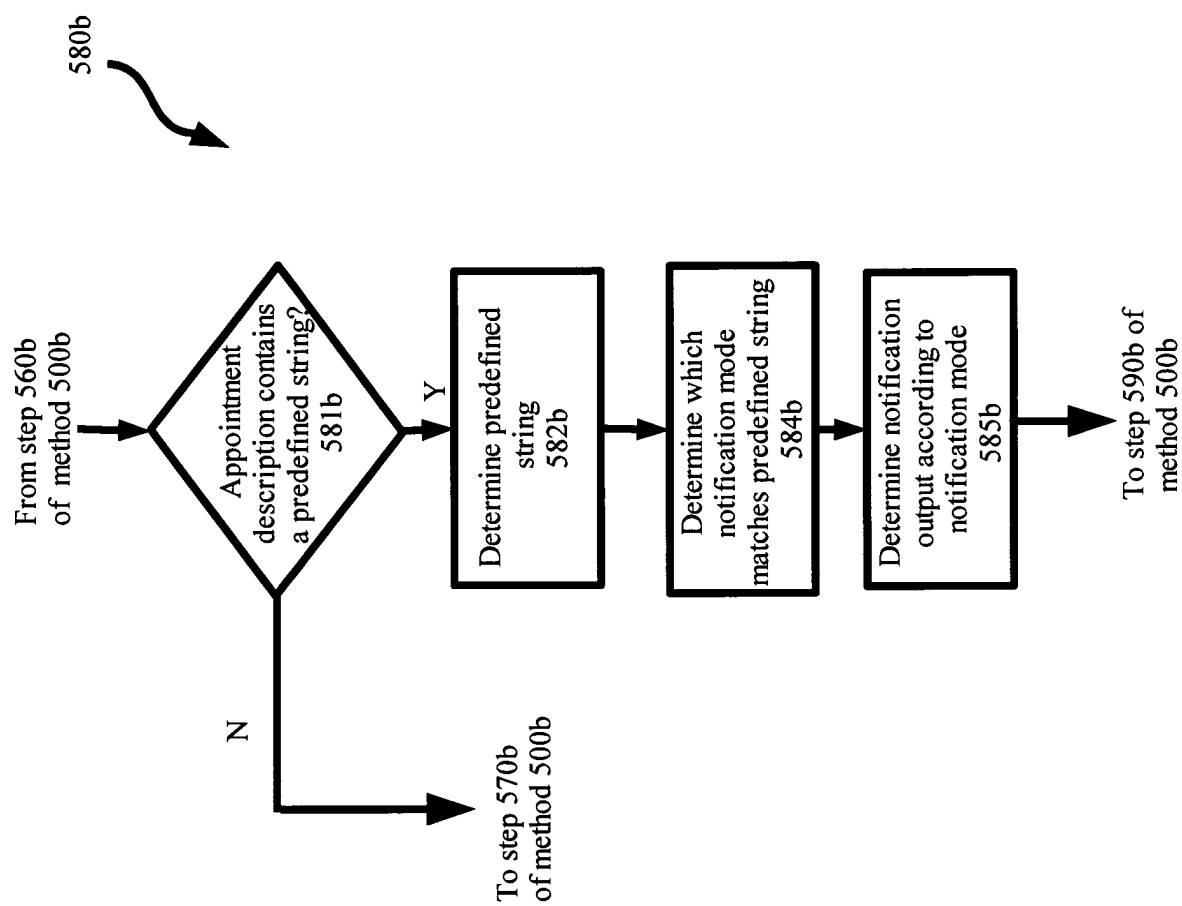 580b
From step 560b
of method 500b
Appointment
description contains
a predefined string?
581b
N
Y
To step 570b
of method 500b
Determine predefined
string
582b
Determine which
notification mode
matches predefined string
584b
Determine notification
output according to
notification mode
585b
To step 590b of
method 500b